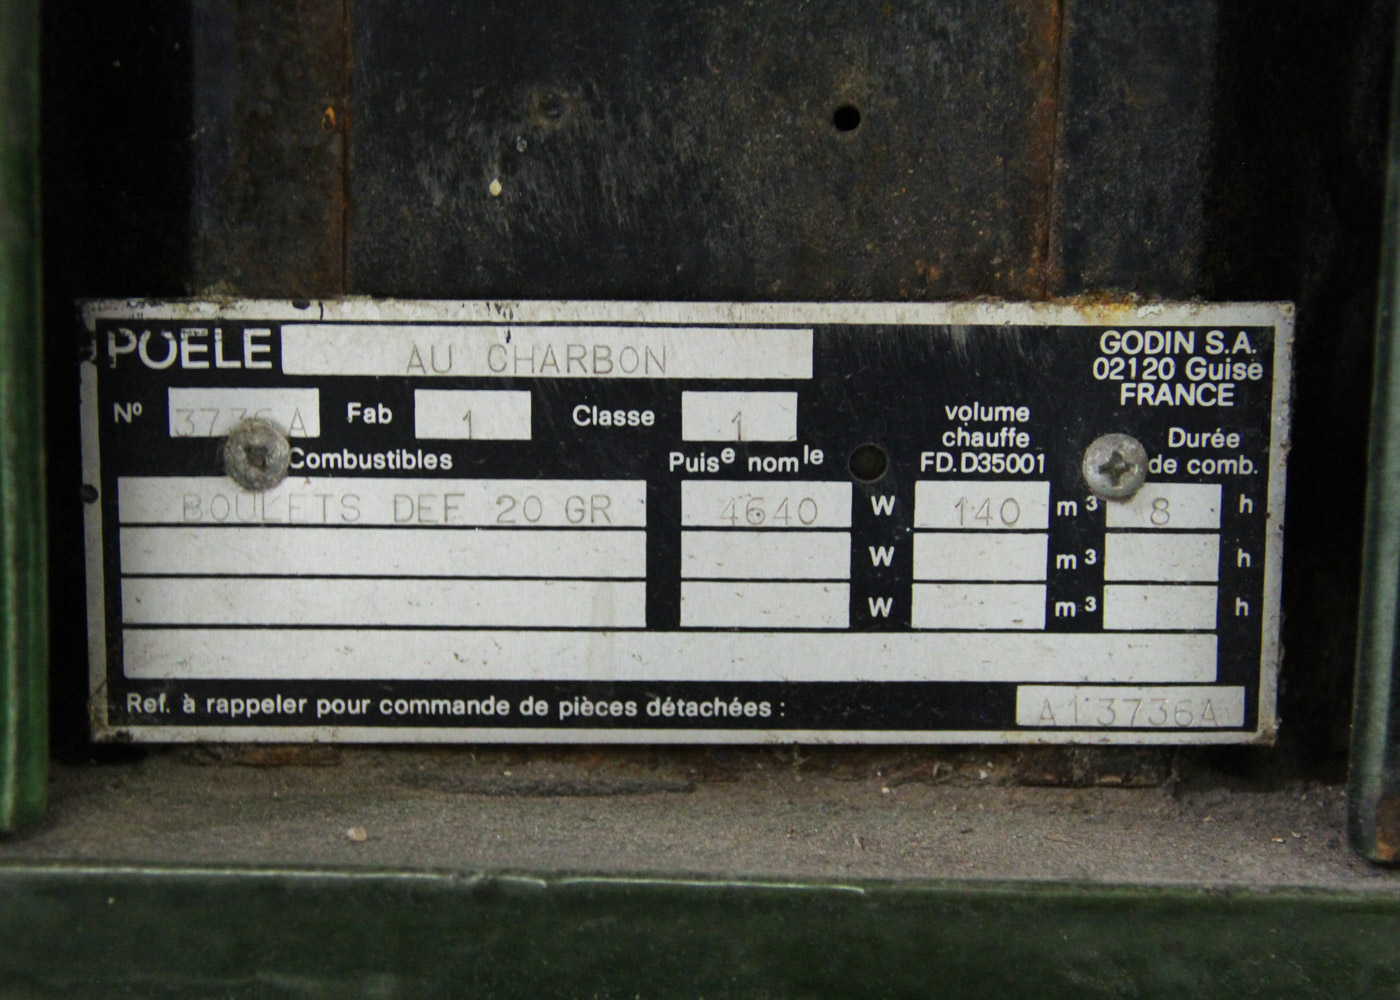 POELE AU CHARBON
GODIN S.A.
02120 Guise
FRANCE
Nº 3736A Fab 1 Classe 1
volume
chauffe
FD.D35001
Durée
de comb.
Combustibles Puisᵉ nomˡᵉ
BOULETS DEF 20 GR 4640 W 140 m³ 8 h
W m³ h
W m³ h
Ref. à rappeler pour commande de pièces détachées : A13736A